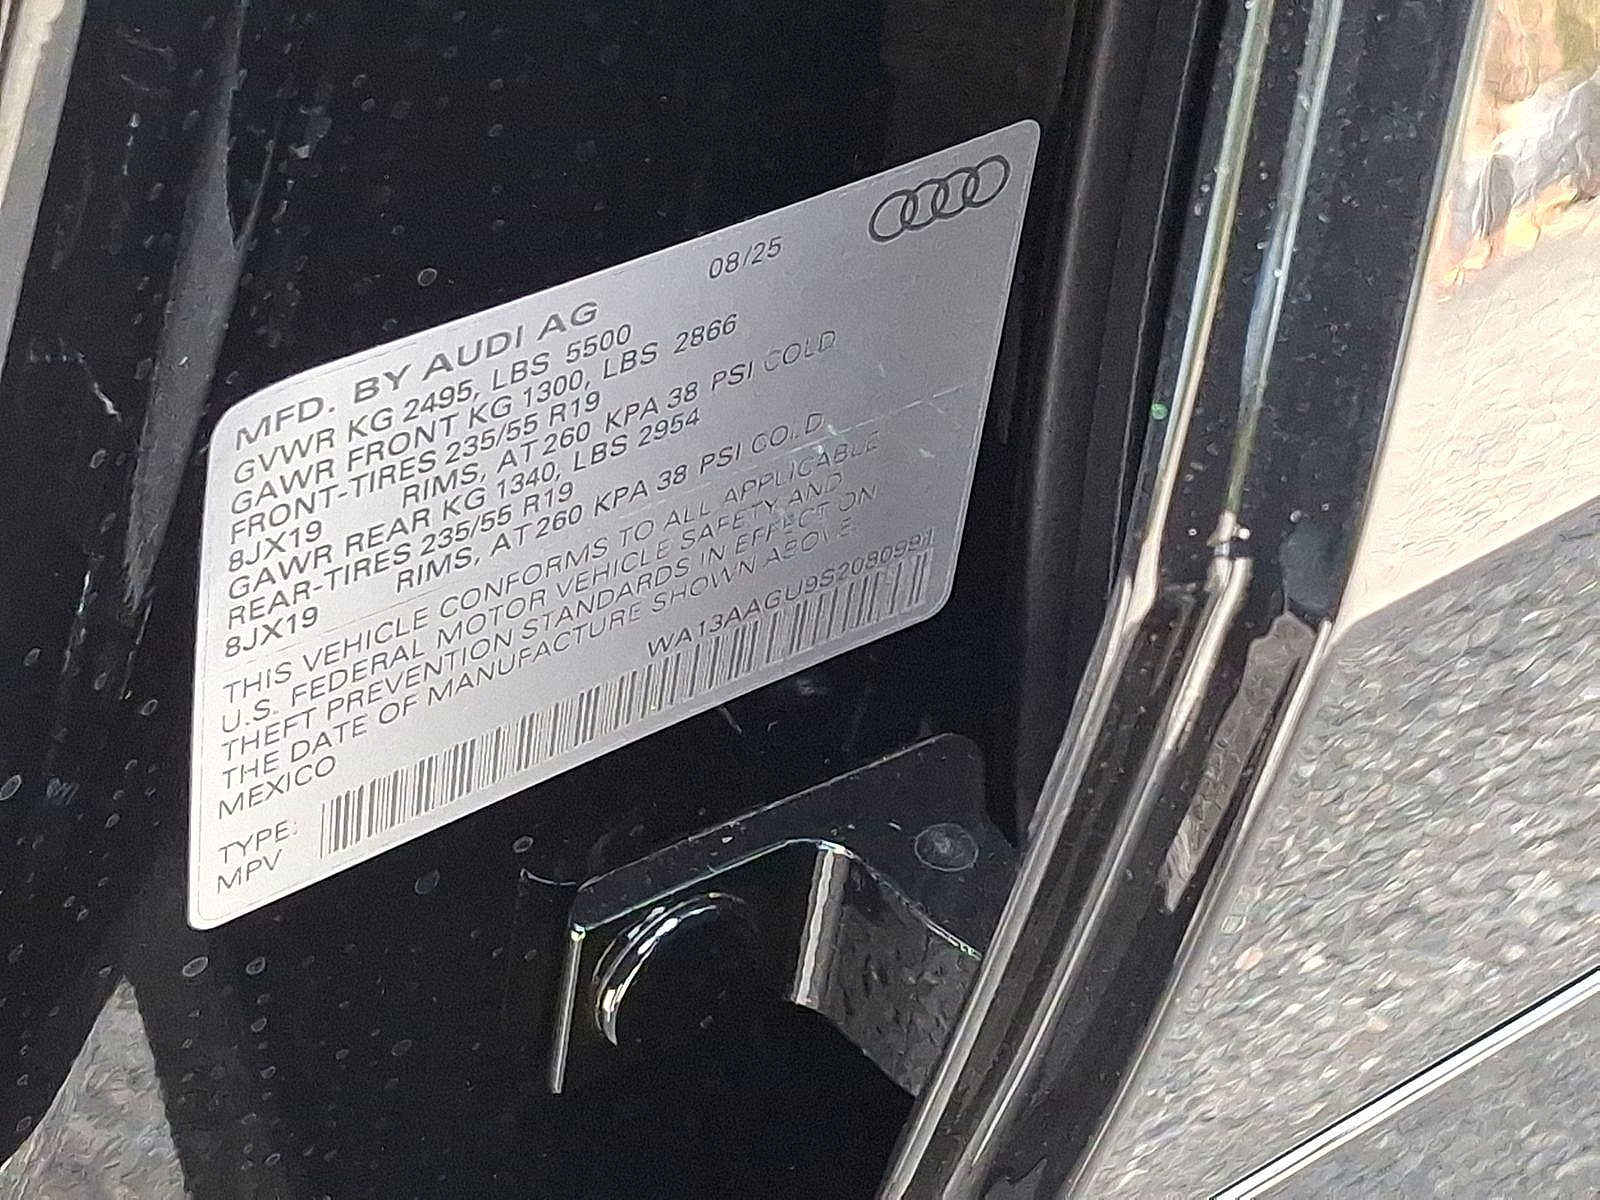 MFD. BY AUDI AG 08/25
GVWR KG 2495, LBS 5500
GAWR FRONT KG 1300, LBS 2866
FRONT-TIRES 235/55 R19
8JX19 RIMS, AT 260 KPA 38 PSI COLD
GAWR REAR KG 1340, LBS 2954
REAR-TIRES 235/55 R19
8JX19 RIMS, AT 260 KPA 38 PSI COLD
THIS VEHICLE CONFORMS TO ALL APPLICABLE
U.S. FEDERAL MOTOR VEHICLE SAFETY AND
THEFT PREVENTION STANDARDS IN EFFECT ON
THE DATE OF MANUFACTURE SHOWN ABOVE
MEXICO WA13AAGU9S2080991
TYPE:
MPV